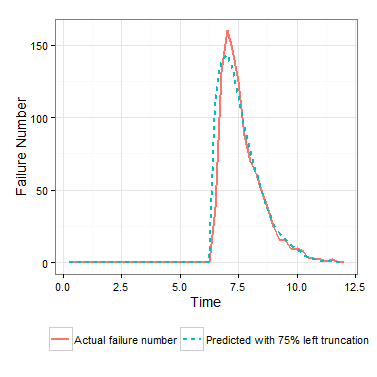 150
100
50
0
Failure Number
0.0 2.5 5.0 7.5 10.0 12.5
Time
Actual failure number Predicted with 75% left truncation